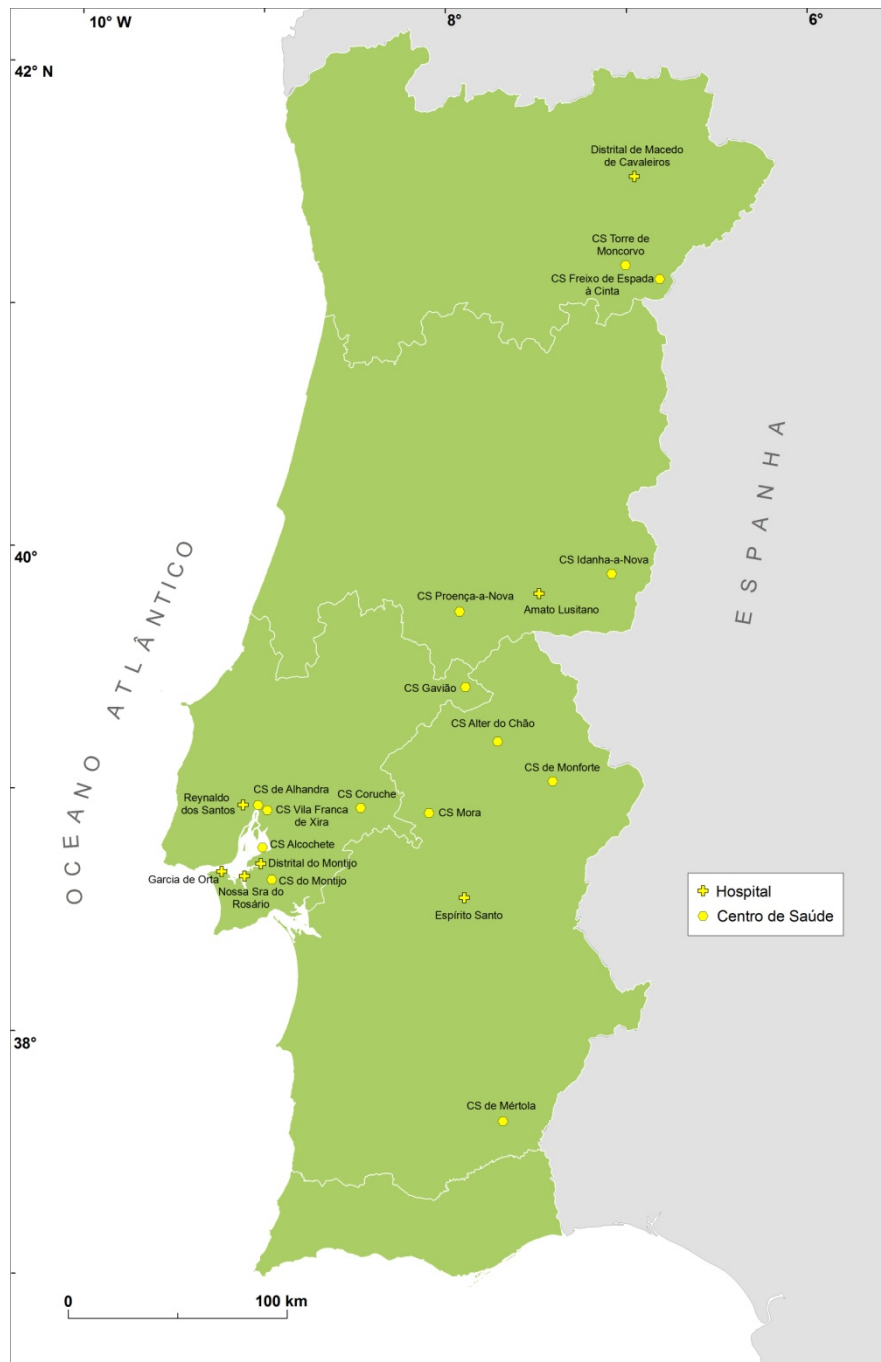 10° W
8°
6°
42° N
Distrital de Macedo
de Cavaleiros
CS Torre de
Moncorvo
CS Freixo de Espada
à Cinta
ESPANHA
OCEANO ATLÂNTICO
40°
CS Idanha-a-Nova
CS Proença-a-Nova
Amato Lusitano
CS Gavião
CS Alter do Chão
CS de Monforte
Reynaldo
dos Santos
CS de Alhandra
CS Vila Franca
de Xira
CS Coruche
CS Mora
CS Alcochete
Distrital do Montijo
Garcia de Orta
CS do Montijo
Nossa Sra do
Rosário
Espírito Santo
Hospital
Centro de Saúde
38°
CS de Mértola
0
100 km